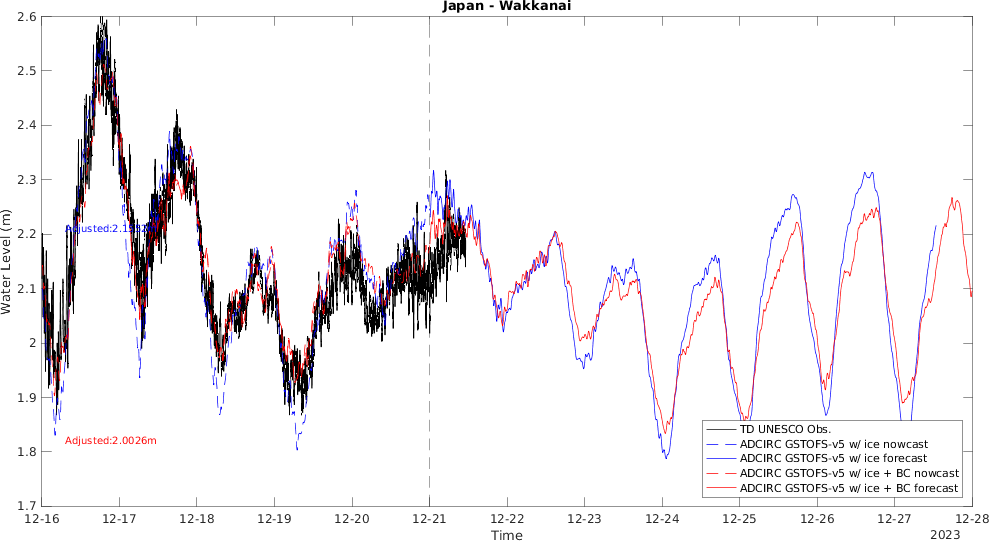 Japan - Wakkanai
2.6
2.5
2.4
2.3
2.2
2.1
2
1.9
1.8
1.7
Water Level (m)
Adjusted:2.0026m
TD UNESCO Obs.
ADCIRC GSTOFS-v5 w/ ice nowcast
ADCIRC GSTOFS-v5 w/ ice forecast
ADCIRC GSTOFS-v5 w/ ice + BC nowcast
ADCIRC GSTOFS-v5 w/ ice + BC forecast
12-16 12-17 12-18 12-19 12-20 12-21 12-22 12-23 12-24 12-25 12-26 12-27 12-28
Time
2023